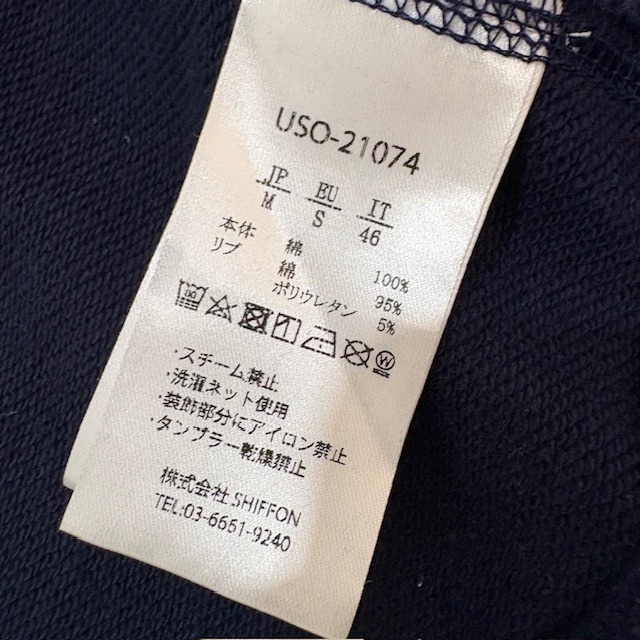 USO-21074
JP EU IT
M S 46
本体 綿 100%
リブ 綿 95%
ポリウレタン 5%
W
・スチーム禁止
・洗濯ネット使用
・装飾部分にアイロン禁止
・タンブラー乾燥禁止
株式会社 SHIFFON
TEL:03-6661-9240